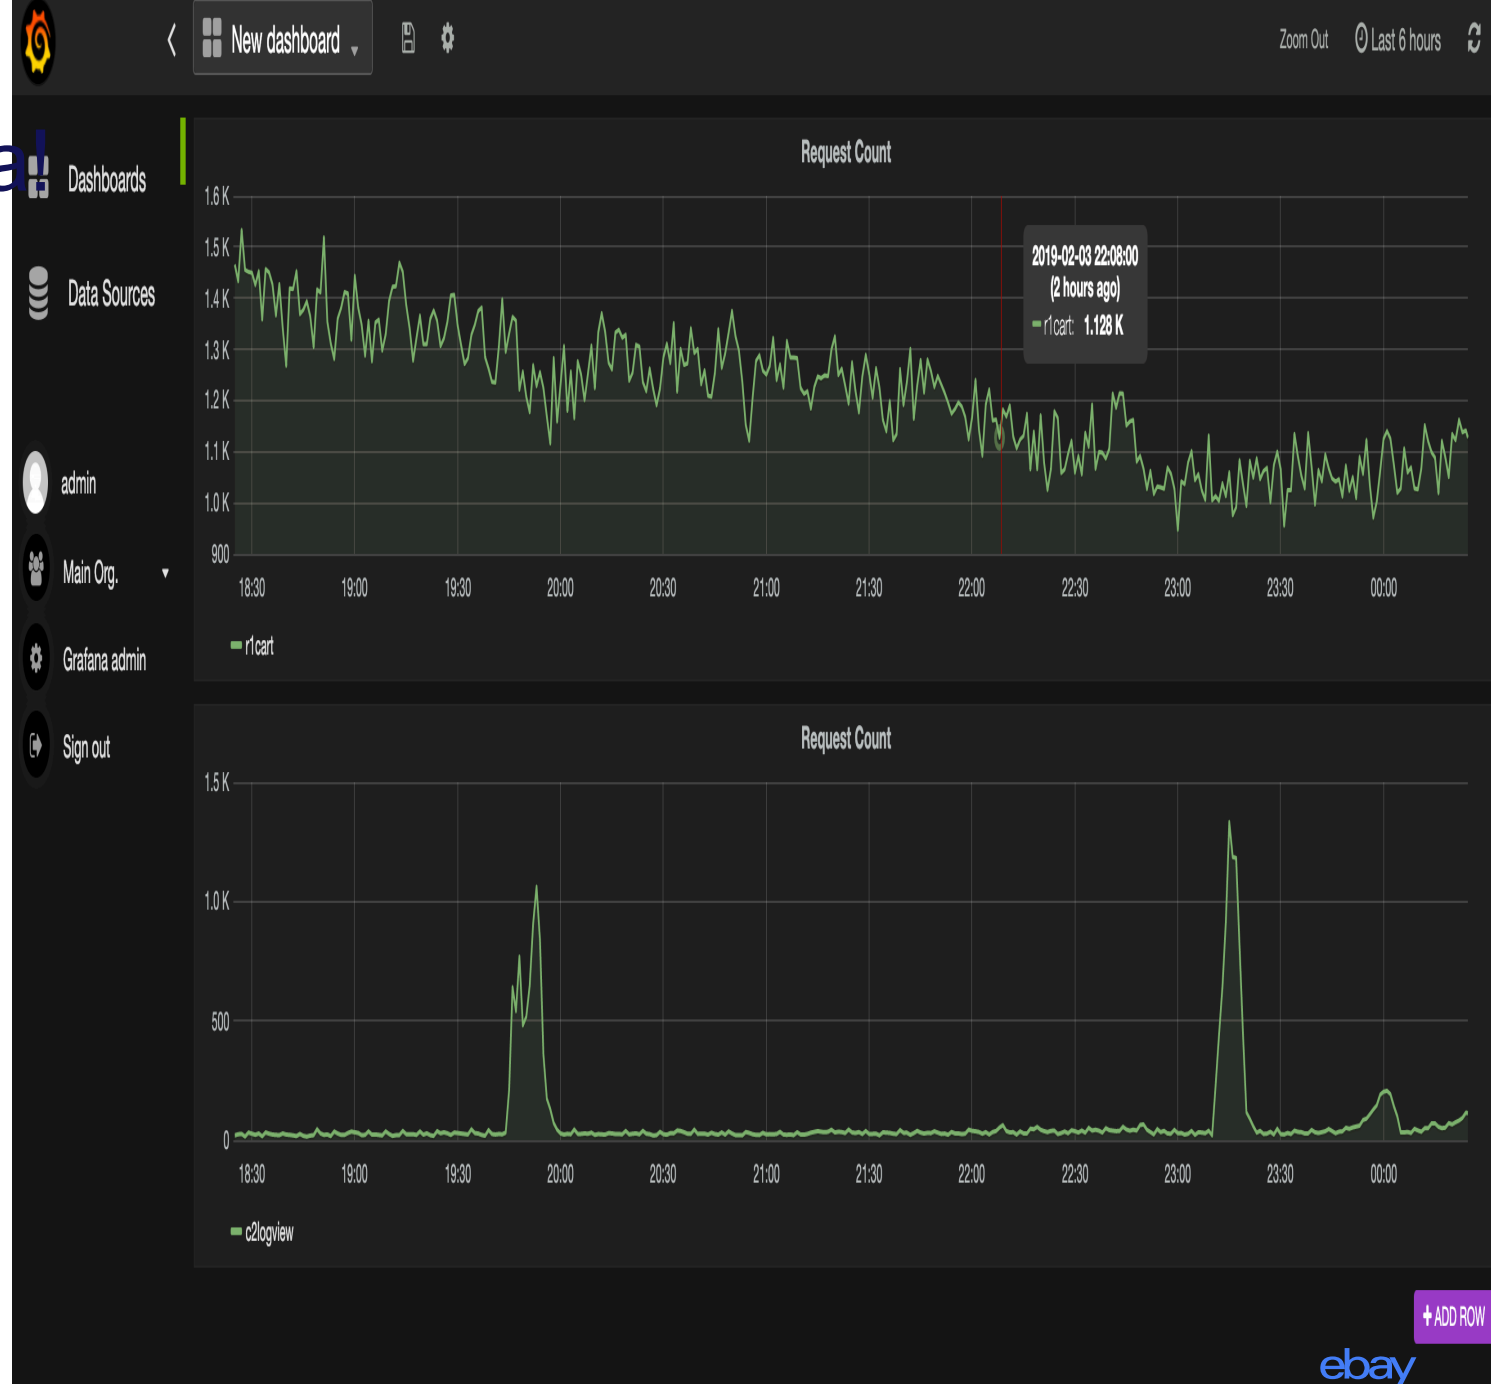 New dashboard
Zoom Out
Last 6 hours
a!
Dashboards
Data Sources
admin
Main Org.
Grafana admin
Sign out
Request Count
1.6 K
1.5 K
1.4 K
1.3 K
1.2 K
1.1 K
1.0 K
900
2019-02-03 22:08:00
(2 hours ago)
r1cart: 1.128 K
18:30 19:00 19:30 20:00 20:30 21:00 21:30 22:00 22:30 23:00 23:30 00:00
r1cart
Request Count
1.5 K
1.0 K
500
0
18:30 19:00 19:30 20:00 20:30 21:00 21:30 22:00 22:30 23:00 23:30 00:00
c2logview
+ ADD ROW
ebay